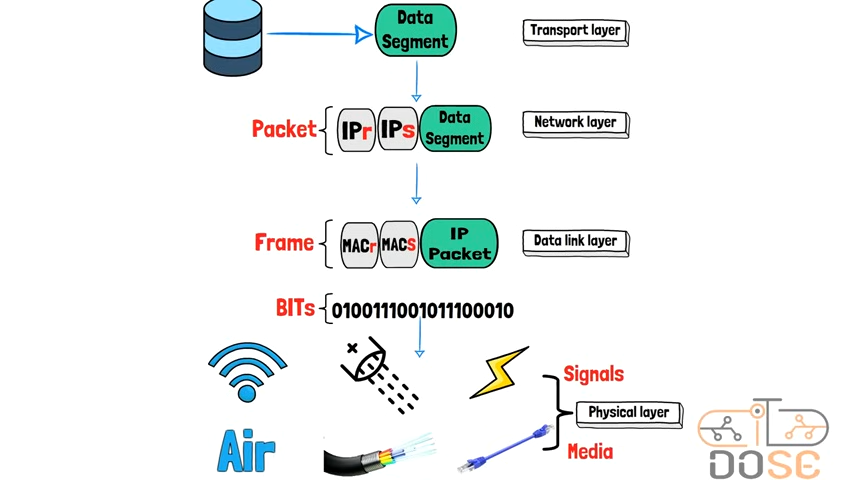 Data
Segment
Transport layer
Packet
IPr
IPs
Data
Segment
Network layer
Frame
MACr
MACs
IP
Packet
Data link layer
BITs
0100111001011100010
Signals
Physical layer
Air
Media
iT
DOSE